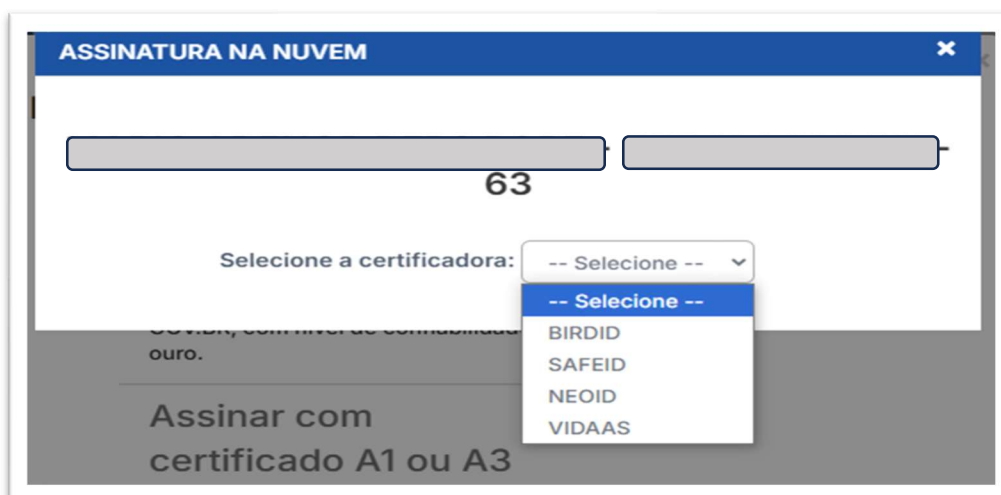 ASSINATURA NA NUVEM
63
Selecione a certificadora: -- Selecione --
-- Selecione --
BIRDID
SAFEID
NEOID
VIDAAS
ouro.
Assinar com
certificado A1 ou A3